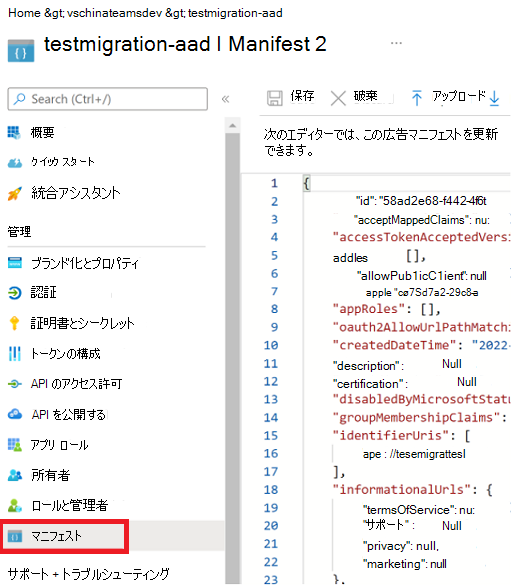 Home &gt; vschinateamsdev &gt; testmigration-aad
testmigration-aad | Manifest 2
...
Search (Ctrl+/)
«
保存
破棄
アップロード
次のエディターでは、この広告マニフェストを更新
できます。
概要
クイック スタート
統合アシスタント
管理
ブランド化とプロパティ
認証
証明書とシークレット
トークンの構成
API のアクセス許可
API を公開する
アプリ ロール
所有者
ロールと管理者
マニフェスト
サポート + トラブルシューティング
1 {
2 "id": "58ad2e68-f442-4f6t
3 "acceptMappedClaims": nu:
4 "accessTokenAcceptedVersi
5 addles [],
6 "allowPub1icC1ient": null
7 apple "ca7Sd7a2-29c8-a
8 "appRoles": [],
9 "oauth2AllowUrlPathMatchi
10 "createdDateTime": "2022-
11 "description": Null
12 "certification": Null
13 "disabledByMicrosoftStatu
14 "groupMembershipClaims":
15 "identifierUris": [
16 ape : //tesemigrattesl
17 ],
18 "informationalUrls": {
19 "termsOfService": nu:
20 "サポート" : Null
21 "privacy": null,
22 "marketing": null
23 },